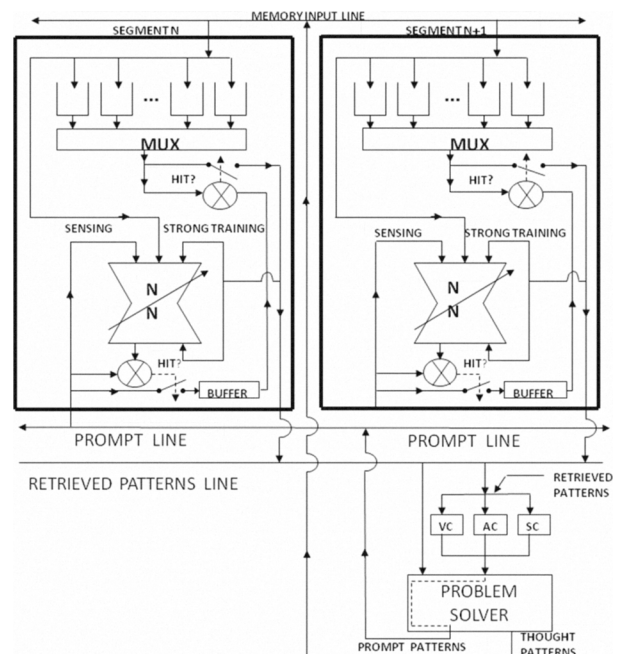 MEMORY INPUT LINE
SEGMENT N
SEGMENT N+1
...
...
MUX
MUX
HIT?
HIT?
SENSING
STRONG TRAINING
SENSING
STRONG TRAINING
N
N
N
N
HIT?
HIT?
BUFFER
BUFFER
PROMPT LINE
PROMPT LINE
RETRIEVED PATTERNS LINE
RETRIEVED
PATTERNS
VC
AC
SC
PROBLEM
SOLVER
PROMPT PATTERNS
THOUGHT
PATTERNS